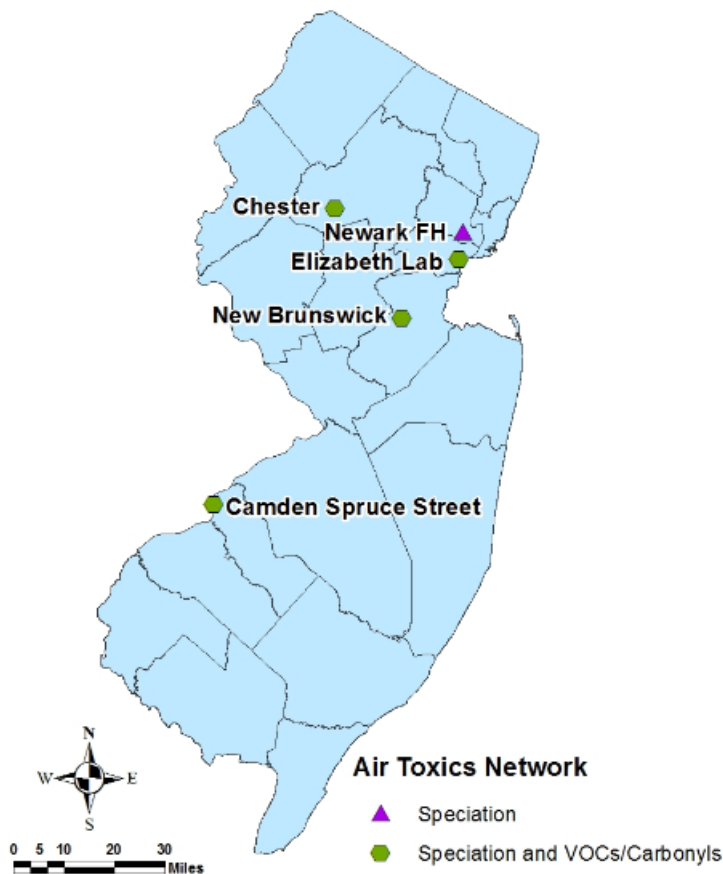 Chester
Newark FH
Elizabeth Lab
New Brunswick
Camden Spruce Street
N
W E
S
0 5 10 20 30
Miles
Air Toxics Network
Speciation
Speciation and VOCs/Carbonyls